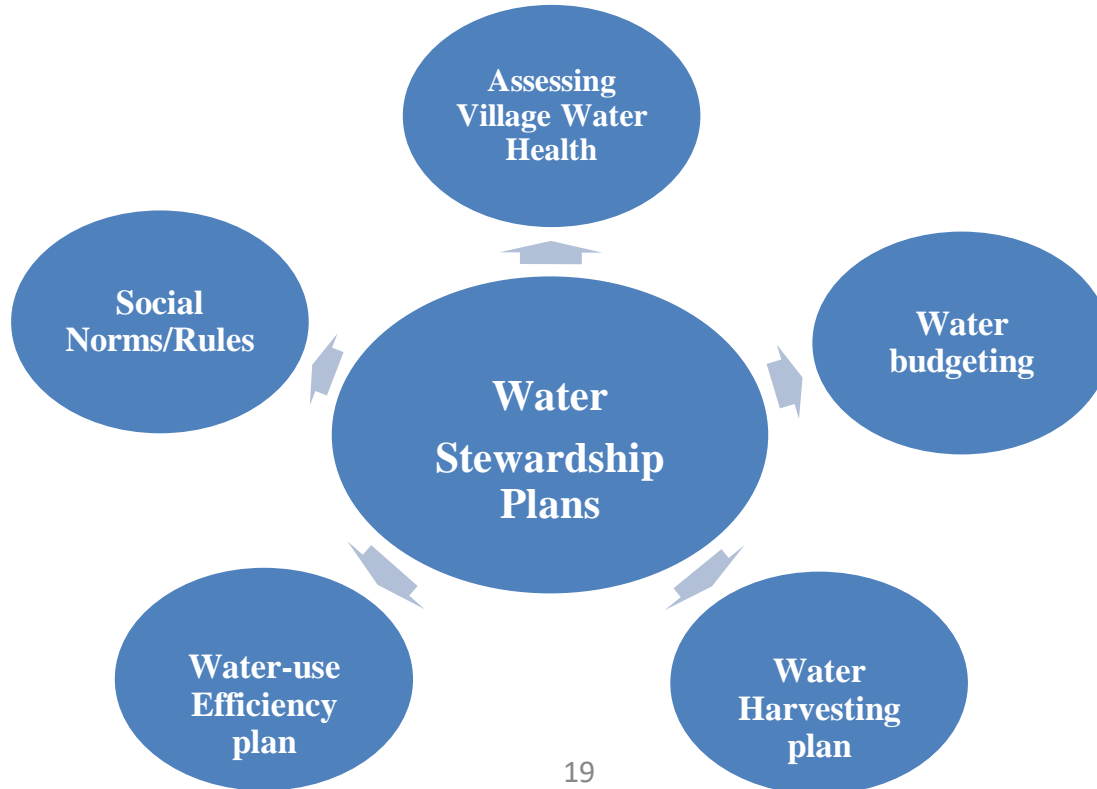 Assessing
Village Water
Health
Social
Norms/Rules
Water
budgeting
Water
Stewardship
Plans
Water-use
Efficiency
plan
Water
Harvesting
plan
19